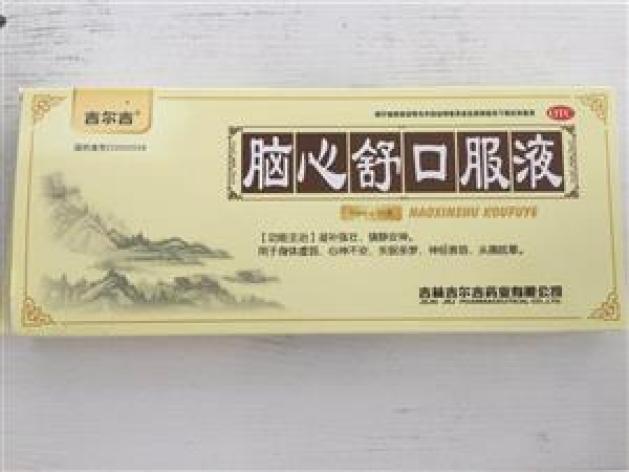 吉尔吉®
OTC
脑心舒口服液
NAOXINSHU KOUFUYE
【功能主治】滋补强壮，镇静安神。
用于身体虚弱，心神不安，失眠多梦，神经衰弱，头痛眩晕。
吉林吉尔吉药业有限公司